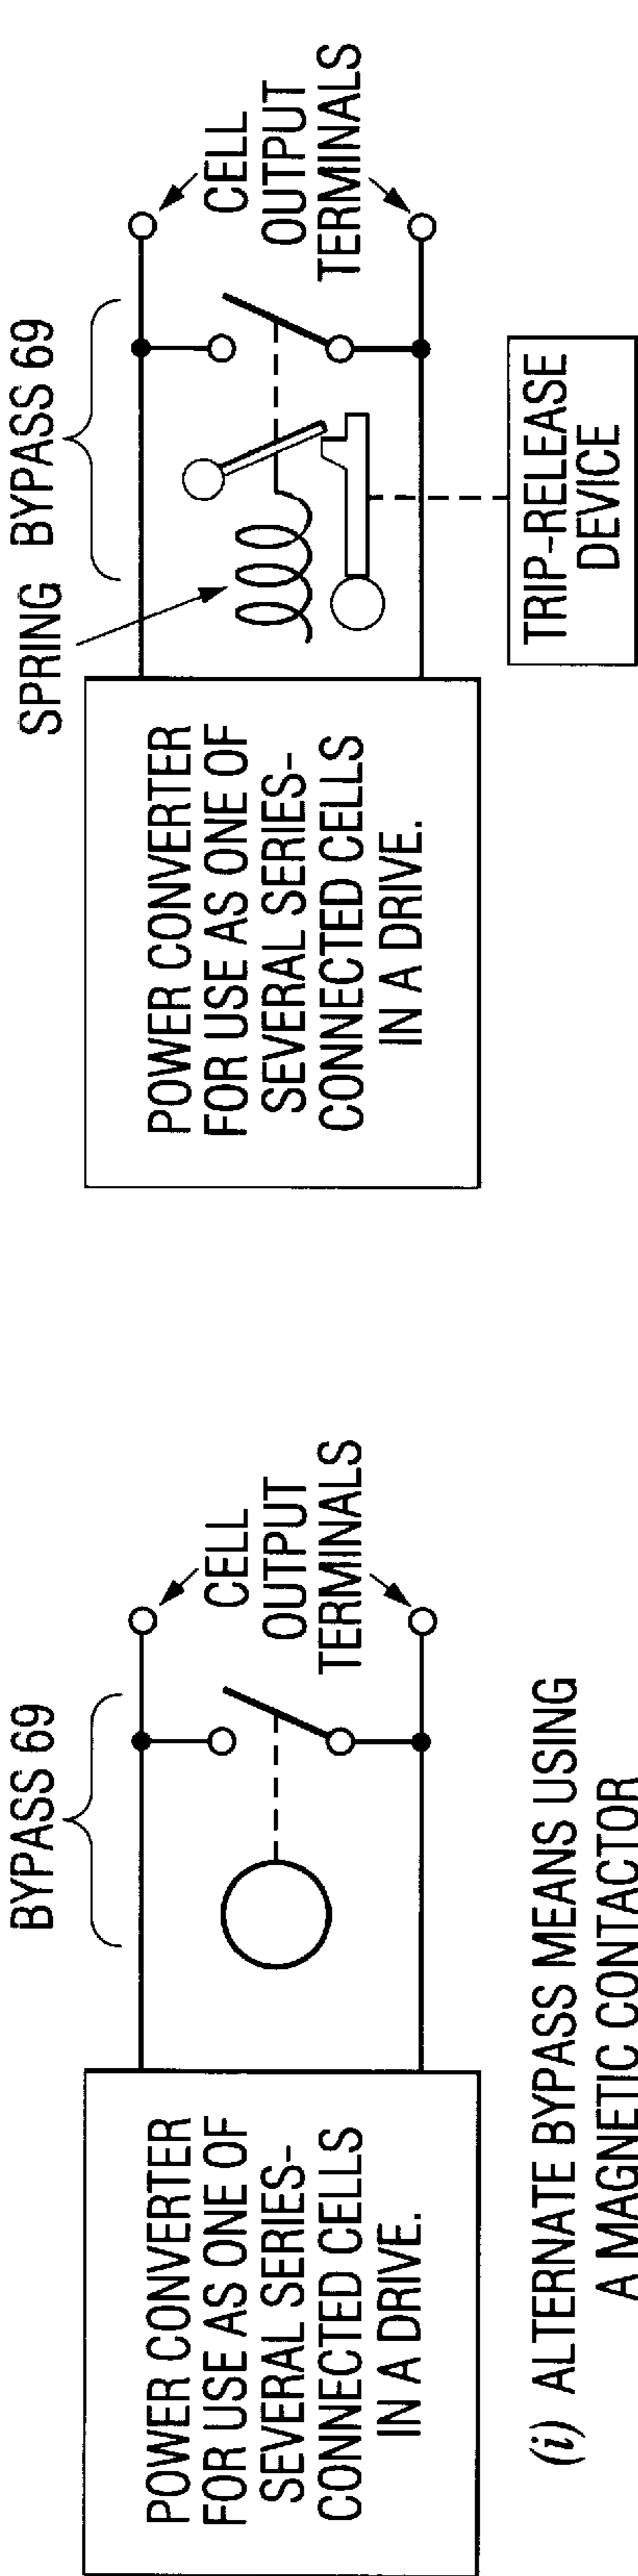 BYPASS 69
POWER CONVERTER
FOR USE AS ONE OF
SEVERAL SERIES-
CONNECTED CELLS
IN A DRIVE.
CELL
OUTPUT
TERMINALS
(i) ALTERNATE BYPASS MEANS USING
A MAGNETIC CONTACTOR
SPRING
BYPASS 69
POWER CONVERTER
FOR USE AS ONE OF
SEVERAL SERIES-
CONNECTED CELLS
IN A DRIVE.
CELL
OUTPUT
TERMINALS
TRIP-RELEASE
DEVICE